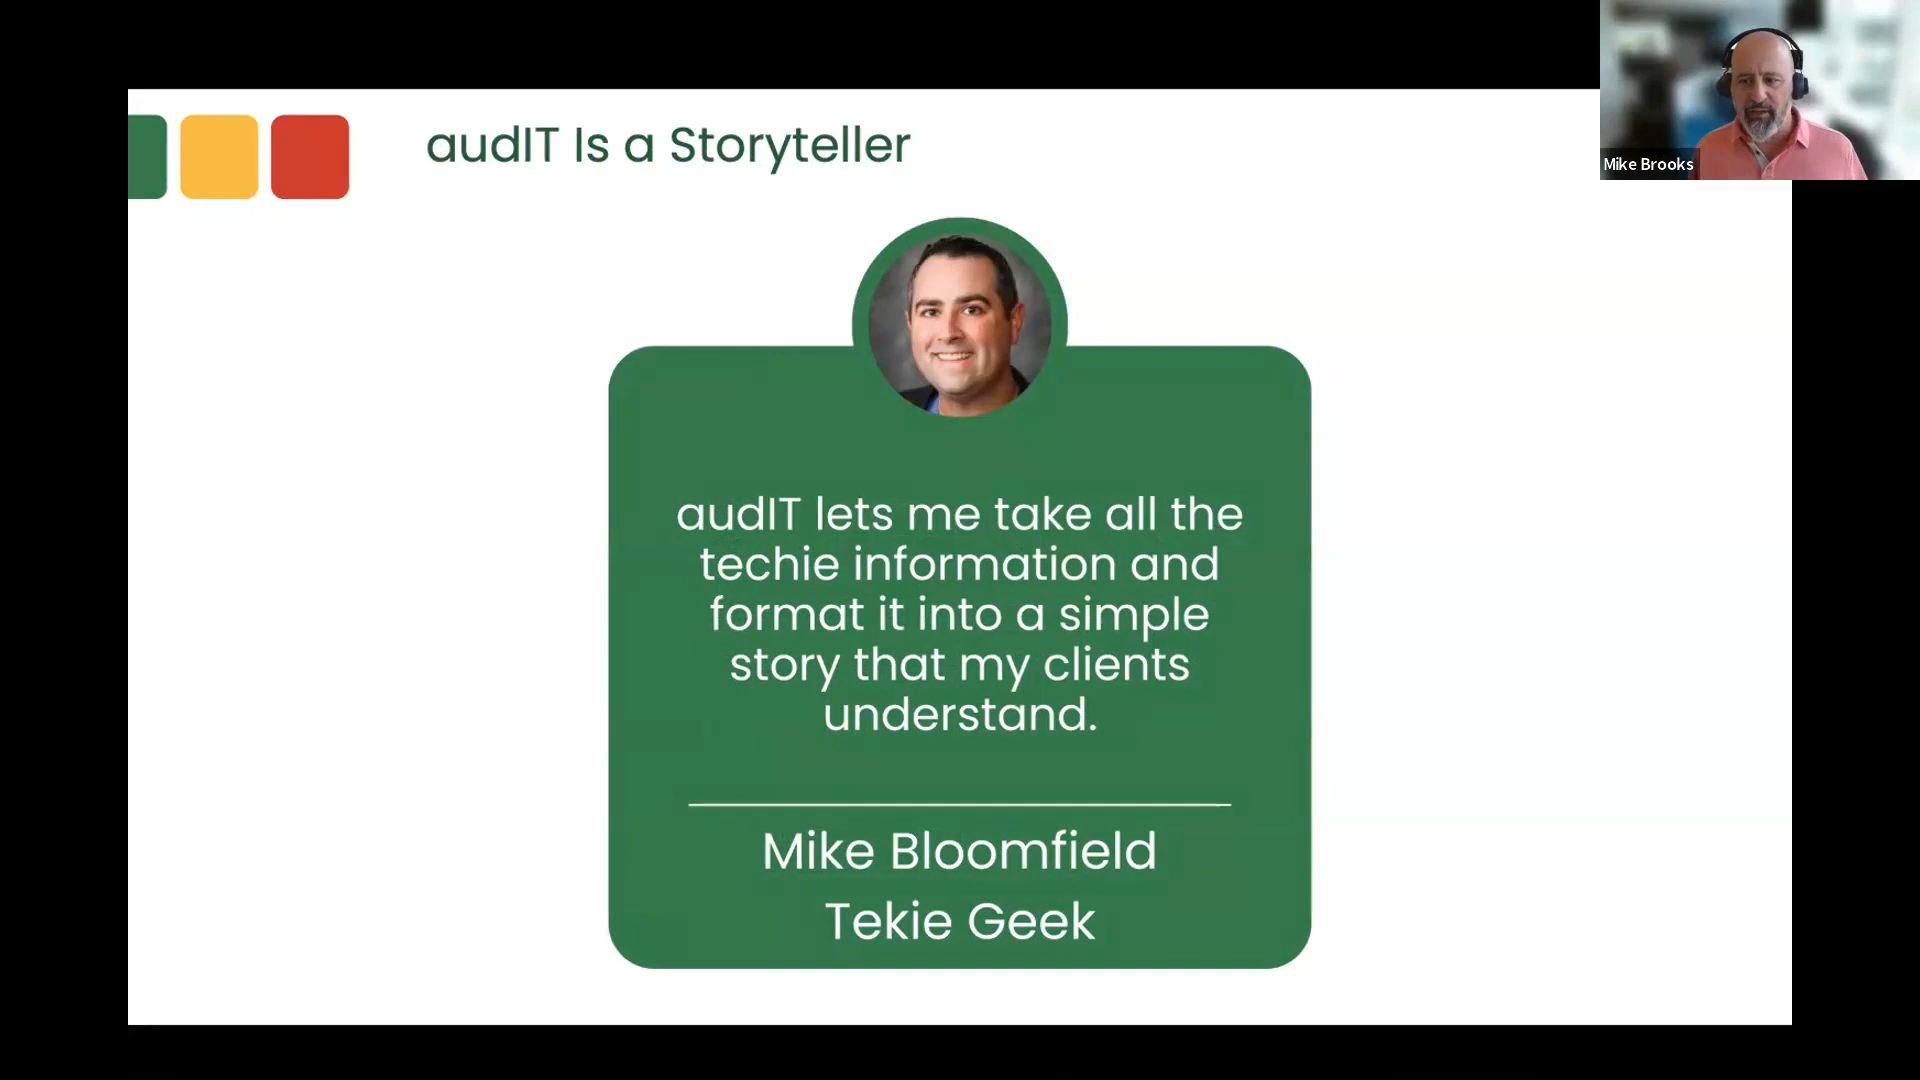 audIT Is a Storyteller
Mike Brooks
audIT lets me take all the
techie information and
format it into a simple
story that my clients
understand.
Mike Bloomfield
Tekie Geek